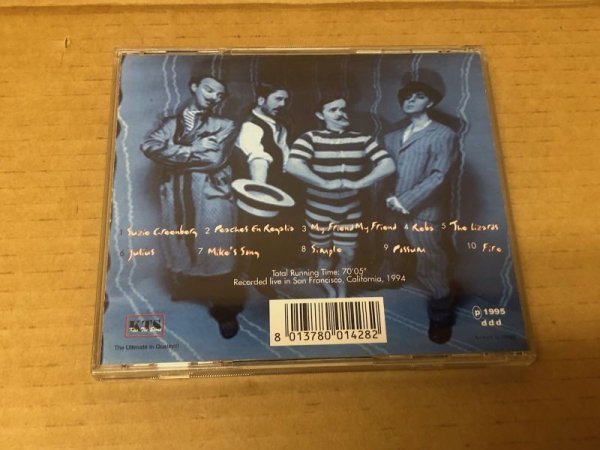 1 Suzie Greenberg 2 Peaches En Regalia 3 My Friend My Friend 4 Reba 5 The Lizards
6 Julius 7 Mike's Song 8 Simple 9 Possum 10 Fire
Total Running Time: 70'05"
Recorded live in San Francisco, California, 1994
KTS
The Ultimate in Quality!!
8 013780 014282
P 1995
ddd